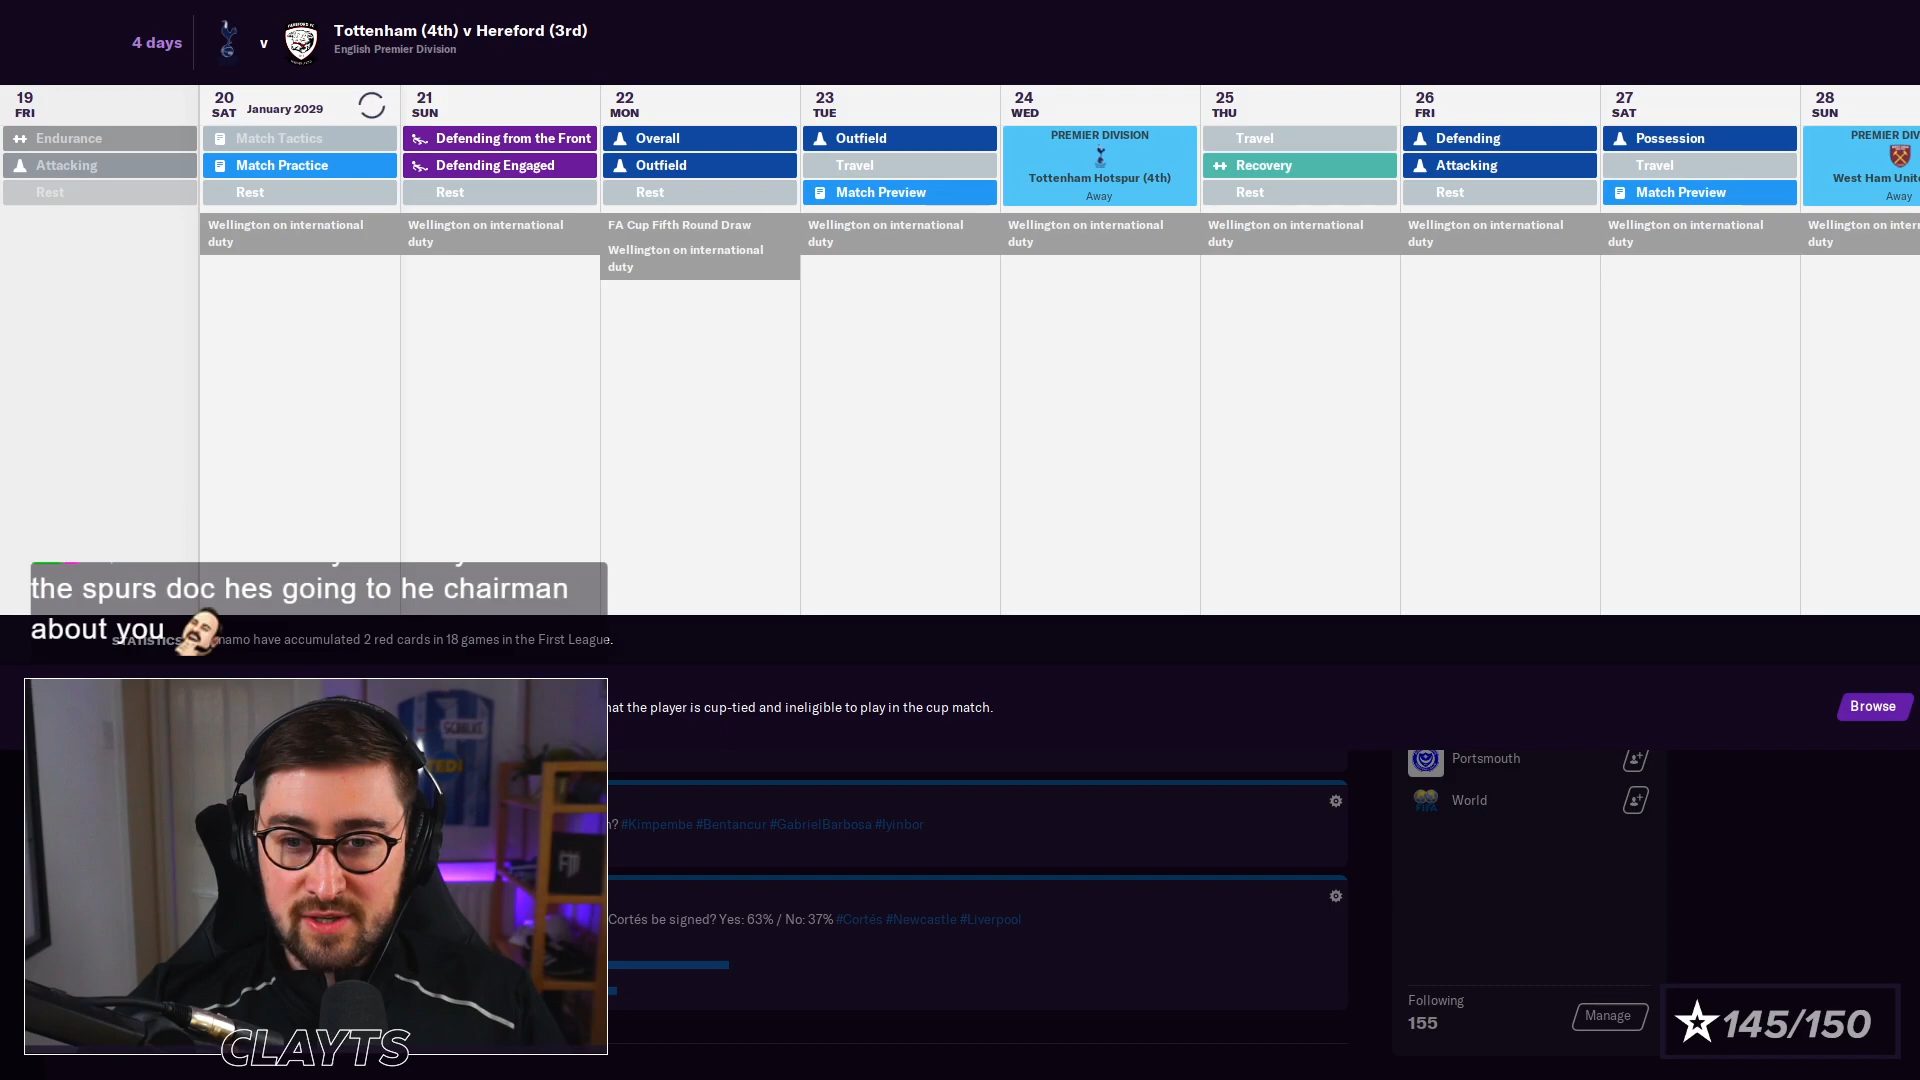 4 days
v
Tottenham (4th) v Hereford (3rd)
English Premier Division
19
FRI
20
SAT
January 2029
21
SUN
22
MON
23
TUE
24
WED
25
THU
26
FRI
27
SAT
28
SUN
Endurance
Attacking
Rest
Match Tactics
Match Practice
Rest
Wellington on international
duty
Defending from the Front
Defending Engaged
Rest
Wellington on international
duty
Overall
Outfield
Rest
FA Cup Fifth Round Draw
Wellington on international
duty
Outfield
Travel
Match Preview
Wellington on international
duty
PREMIER DIVISION
Tottenham Hotspur (4th)
Away
Wellington on international
duty
Travel
Recovery
Rest
Wellington on international
duty
Defending
Attacking
Rest
Wellington on international
duty
Possession
Travel
Match Preview
Wellington on international
duty
PREMIER DIV
West Ham Unit
Away
Wellington on intern
duty
the spurs doc hes going to he chairman
about you
STATISTICS
namo have accumulated 2 red cards in 18 games in the First League.
hat the player is cup-tied and ineligible to play in the cup match.
Browse
Portsmouth
World
FIFA
#Kimpembe #Bentancur #GabrielBarbosa #Iyinbor
Cortés be signed? Yes: 63% / No: 37% #Cortés #Newcastle #Liverpool
Following
155
Manage
145/150
CLAYTS